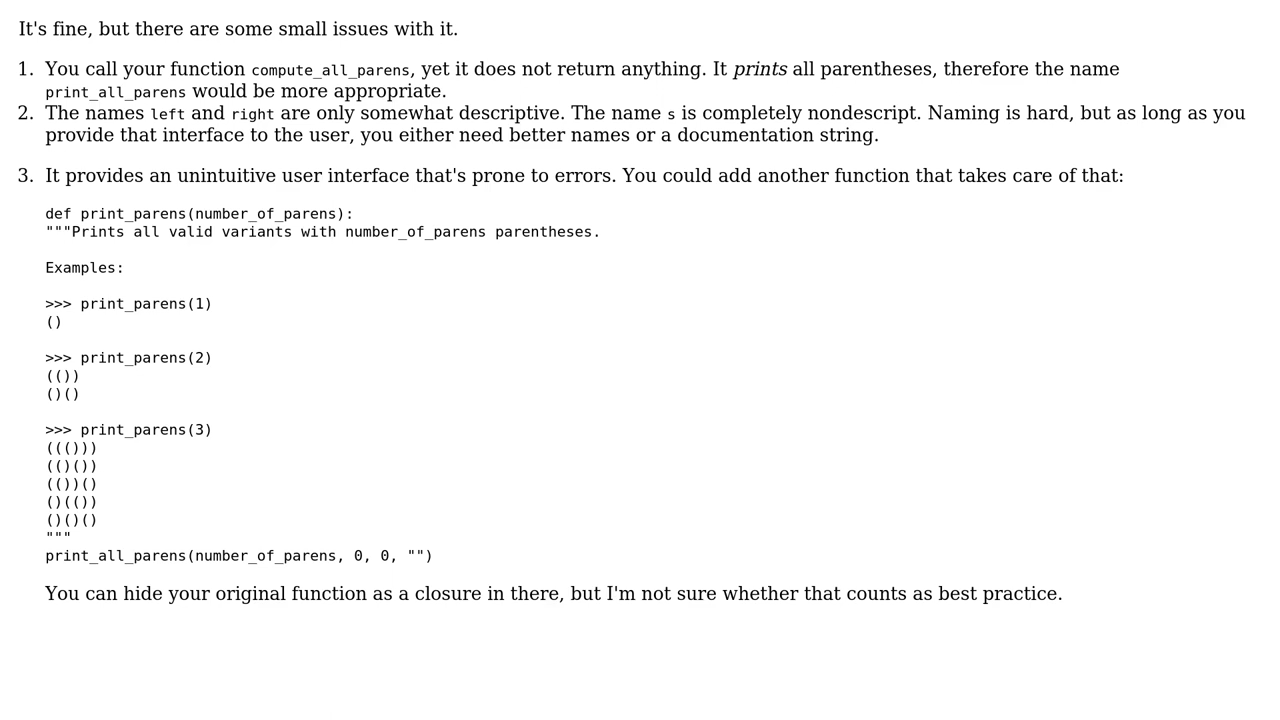 It's fine, but there are some small issues with it.
1. You call your function compute_all_parens, yet it does not return anything. It prints all parentheses, therefore the name
print_all_parens would be more appropriate.
2. The names left and right are only somewhat descriptive. The name s is completely nondescript. Naming is hard, but as long as you
provide that interface to the user, you either need better names or a documentation string.
3. It provides an unintuitive user interface that's prone to errors. You could add another function that takes care of that:
def print_parens(number_of_parens):
"""Prints all valid variants with number_of_parens parentheses.
Examples:
>>> print_parens(1)
()
>>> print_parens(2)
(())
()()
>>> print_parens(3)
((()))
(()())
(())()
()(())
()()()
"""
print_all_parens(number_of_parens, 0, 0, "")
You can hide your original function as a closure in there, but I'm not sure whether that counts as best practice.